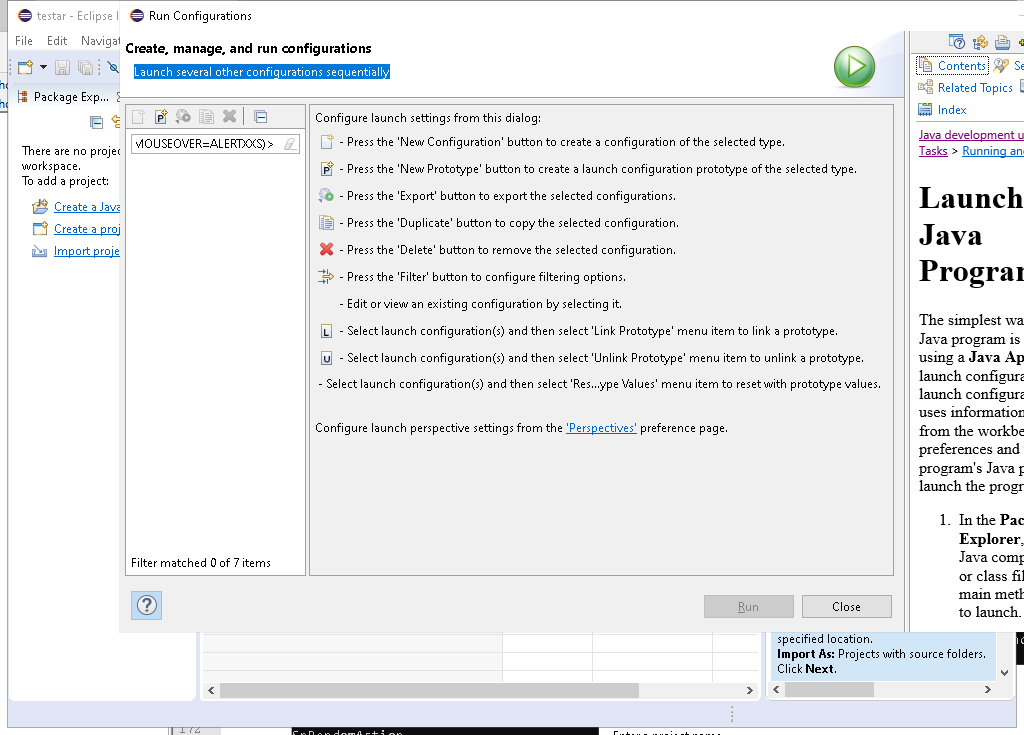 testar - Eclipse I
Run Configurations
File Edit Navigat
Create, manage, and run configurations
Launch several other configurations sequentially
Package Exp...
There are no projec
workspace.
To add a project:
Create a Java
Create a proj
Import proje
MOUSEOVER=ALERTXXS)>
Filter matched 0 of 7 items
Configure launch settings from this dialog:
- Press the 'New Configuration' button to create a configuration of the selected type.
P - Press the 'New Prototype' button to create a launch configuration prototype of the selected type.
- Press the 'Export' button to export the selected configurations.
- Press the 'Duplicate' button to copy the selected configuration.
- Press the 'Delete' button to remove the selected configuration.
- Press the 'Filter' button to configure filtering options.
- Edit or view an existing configuration by selecting it.
L - Select launch configuration(s) and then select 'Link Prototype' menu item to link a prototype.
U - Select launch configuration(s) and then select 'Unlink Prototype' menu item to unlink a prototype.
- Select launch configuration(s) and then select 'Res...ype Values' menu item to reset with prototype values.
Configure launch perspective settings from the 'Perspectives' preference page.
Run
Close
Contents Se
Related Topics
Index
Java development u
Tasks > Running and
Launch
Java
Program
The simplest wa
Java program is
using a Java Ap
launch configura
launch configura
uses information
from the workbe
preferences and
program's Java p
launch the progr
1. In the Pac
Explorer,
Java comp
or class fil
main meth
to launch.
specified location.
Import As: Projects with source folders.
Click Next.
172
SpRandomAction
Enter a project name